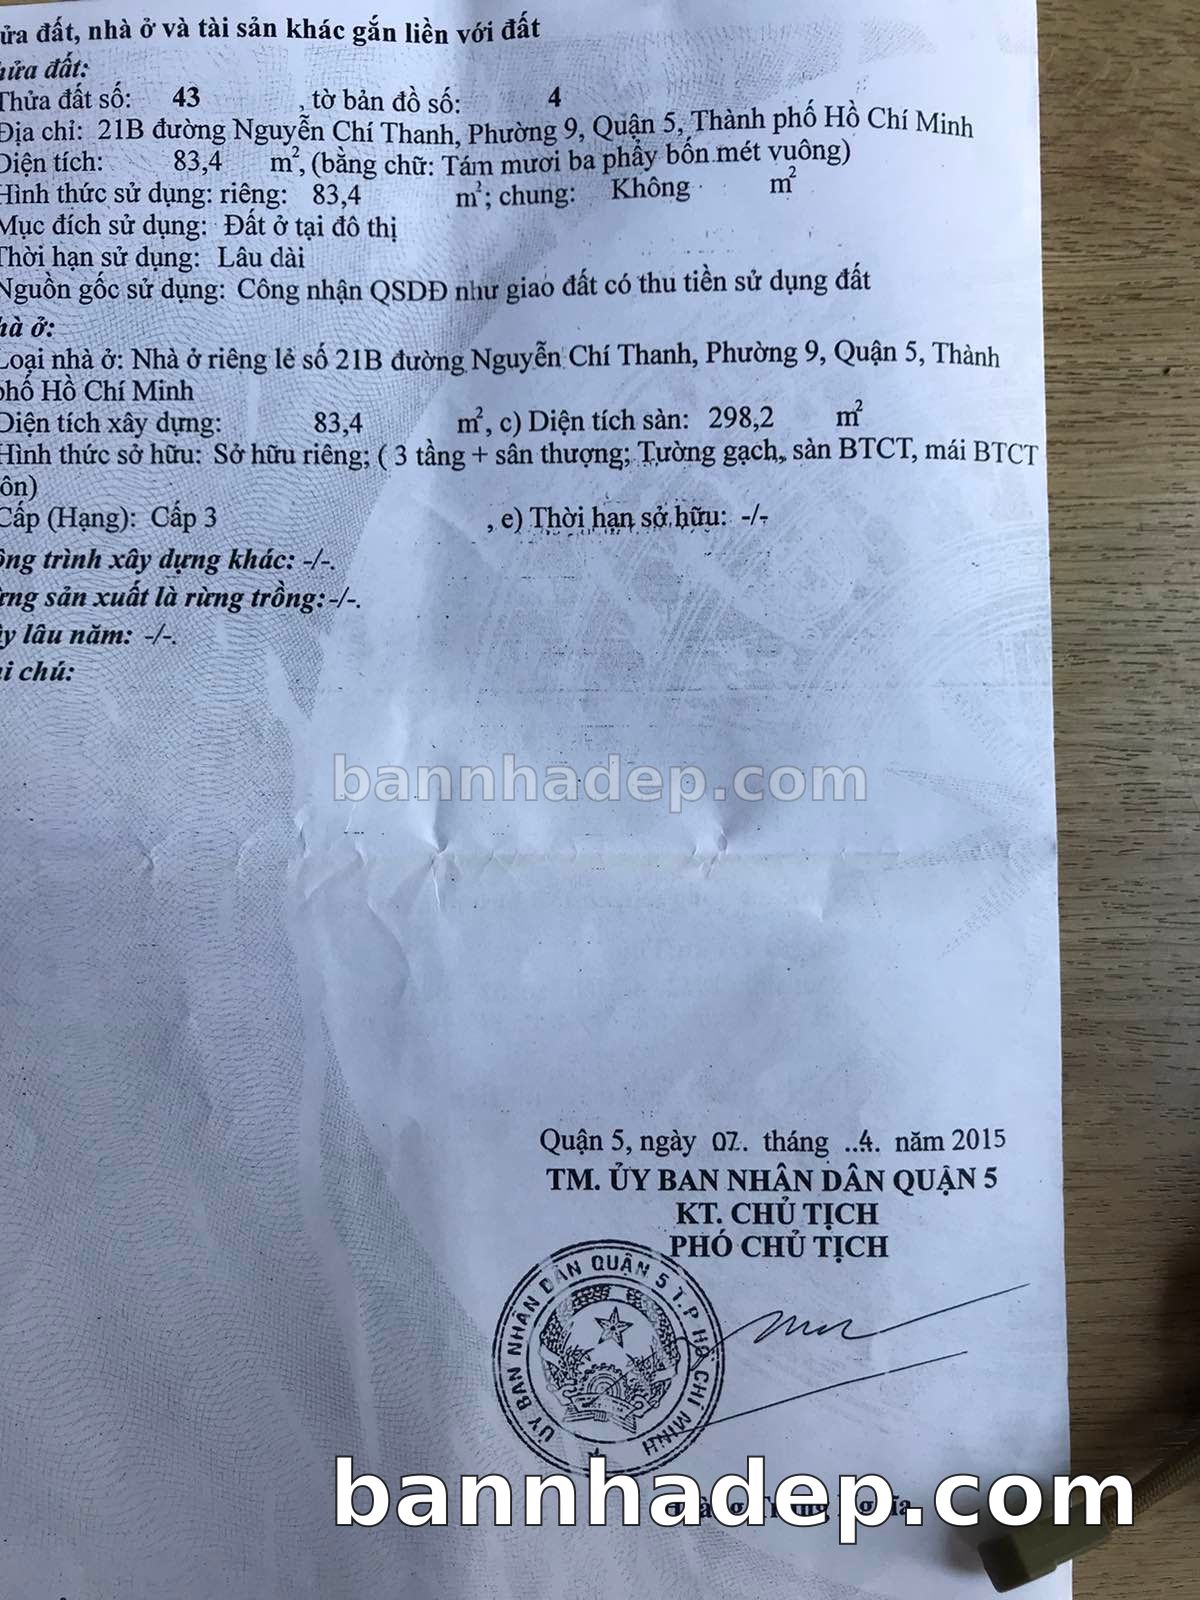 ửa đất, nhà ở và tài sản khác gắn liền với đất
hửa đất:
Thửa đất số: 43 , tờ bản đồ số: 4
Địa chỉ: 21B đường Nguyễn Chí Thanh, Phường 9, Quận 5, Thành phố Hồ Chí Minh
Diện tích: 83,4 m², (bằng chữ: Tám mươi ba phẩy bốn mét vuông)
Hình thức sử dụng: riêng: 83,4 m²; chung: Không m²
Mục đích sử dụng: Đất ở tại đô thị
Thời hạn sử dụng: Lâu dài
Nguồn gốc sử dụng: Công nhận QSDĐ như giao đất có thu tiền sử dụng đất
hà ở:
Loại nhà ở: Nhà ở riêng lẻ số 21B đường Nguyễn Chí Thanh, Phường 9, Quận 5, Thành
phố Hồ Chí Minh
Diện tích xây dựng: 83,4 m², c) Diện tích sàn: 298,2 m²
Hình thức sở hữu: Sở hữu riêng; ( 3 tầng + sân thượng; Tường gạch, sàn BTCT, mái BTCT
ôn)
Cấp (Hạng): Cấp 3 , e) Thời hạn sở hữu: -/-
ông trình xây dựng khác: -/-.
ừng sản xuất là rừng trồng:-/-.
ây lâu năm: -/-.
hi chú:
bannhadep.com
Quận 5, ngày 07. tháng ..4. năm 2015
TM. ỦY BAN NHÂN DÂN QUẬN 5
KT. CHỦ TỊCH
PHÓ CHỦ TỊCH
ỦY BAN NHÂN DÂN QUẬN 5 T.P HỒ CHÍ MINH
bannhadep.com